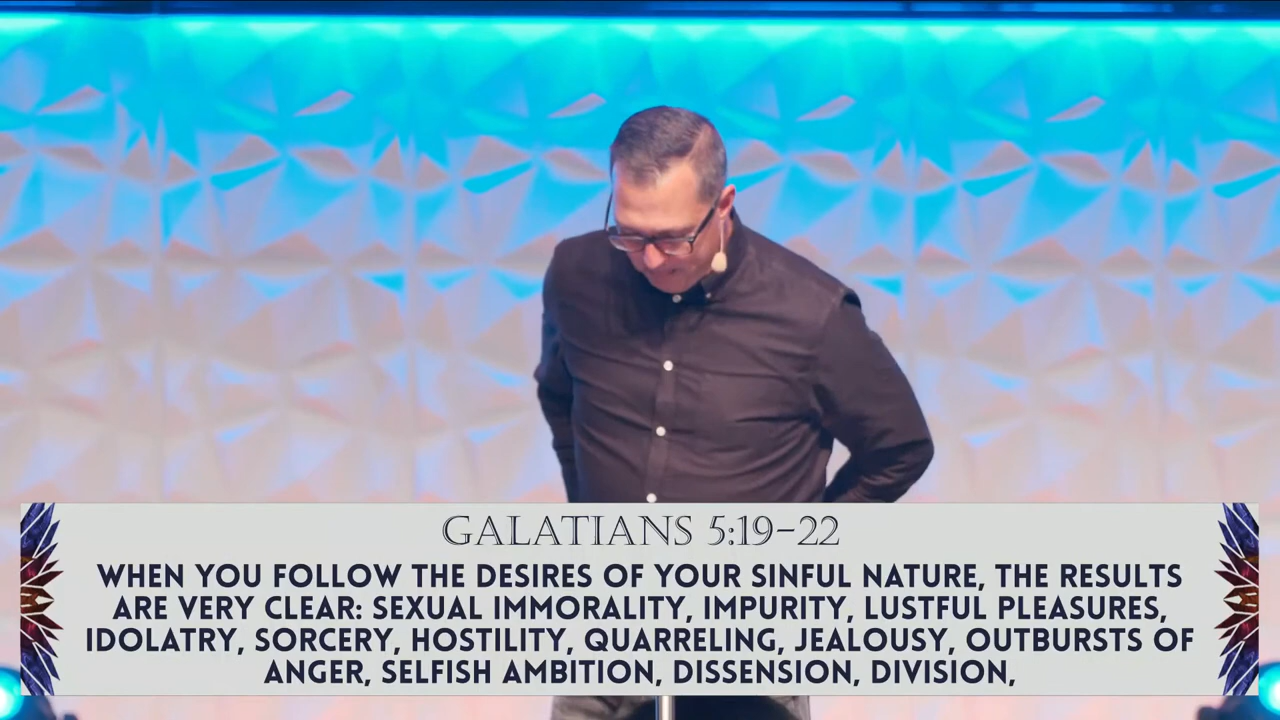 GALATIANS 5:19-22
WHEN YOU FOLLOW THE DESIRES OF YOUR SINFUL NATURE, THE RESULTS
ARE VERY CLEAR: SEXUAL IMMORALITY, IMPURITY, LUSTFUL PLEASURES,
IDOLATRY, SORCERY, HOSTILITY, QUARRELING, JEALOUSY, OUTBURSTS OF
ANGER, SELFISH AMBITION, DISSENSION, DIVISION,